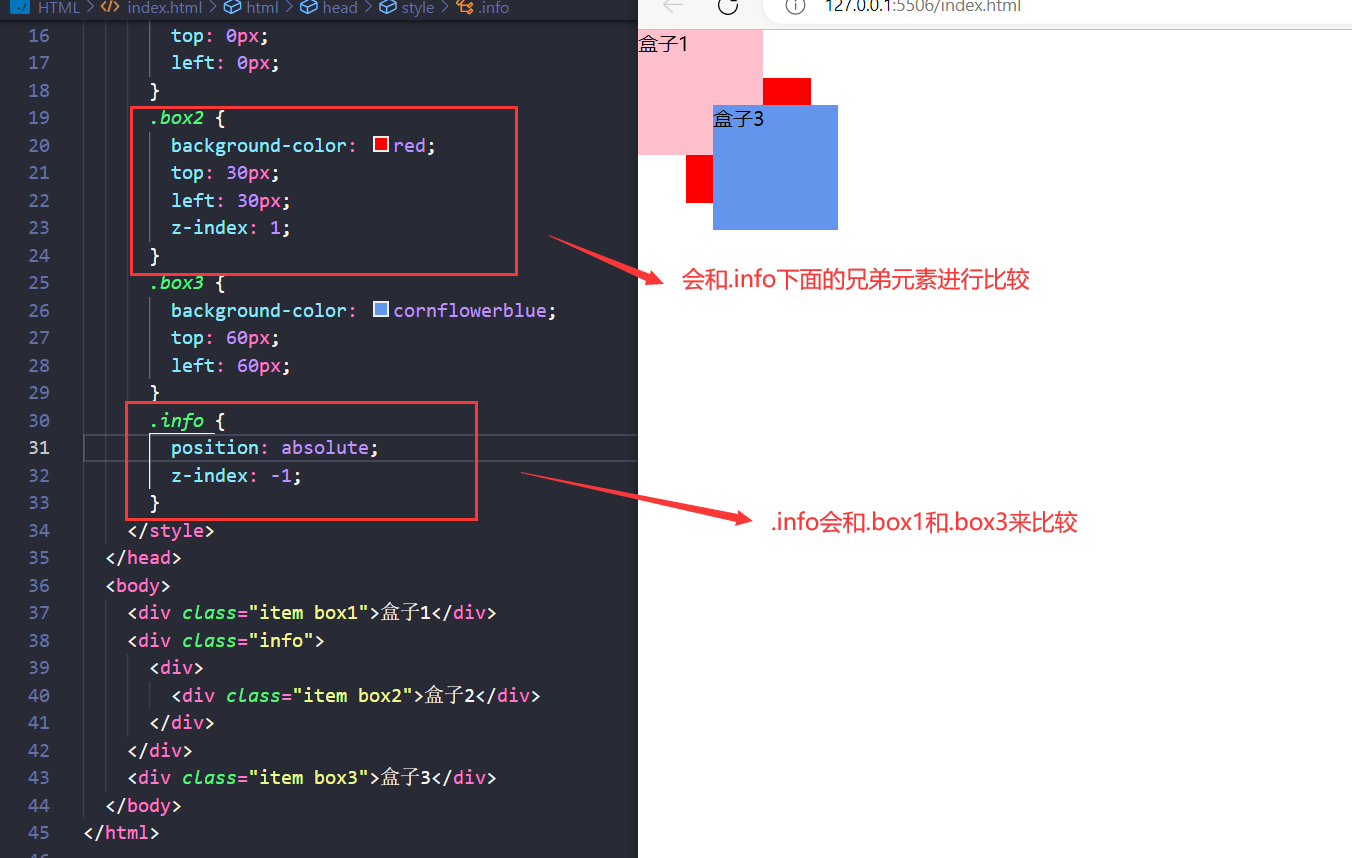 HTML > index.html > html > head > style > .info
16 top: 0px;
17 left: 0px;
18 }
19 .box2 {
20 background-color: red;
21 top: 30px;
22 left: 30px;
23 z-index: 1;
24 }
25 .box3 {
26 background-color: cornflowerblue;
27 top: 60px;
28 left: 60px;
29 }
30 .info {
31 position: absolute;
32 z-index: -1;
33 }
34 </style>
35 </head>
36 <body>
37 <div class="item box1">盒子1</div>
38 <div class="info">
39 <div>
40 <div class="item box2">盒子2</div>
41 </div>
42 </div>
43 <div class="item box3">盒子3</div>
44 </body>
45 </html>
127.0.0.1:5506/index.html
盒子1
盒子3
会和.info下面的兄弟元素进行比较
.info会和.box1和.box3来比较